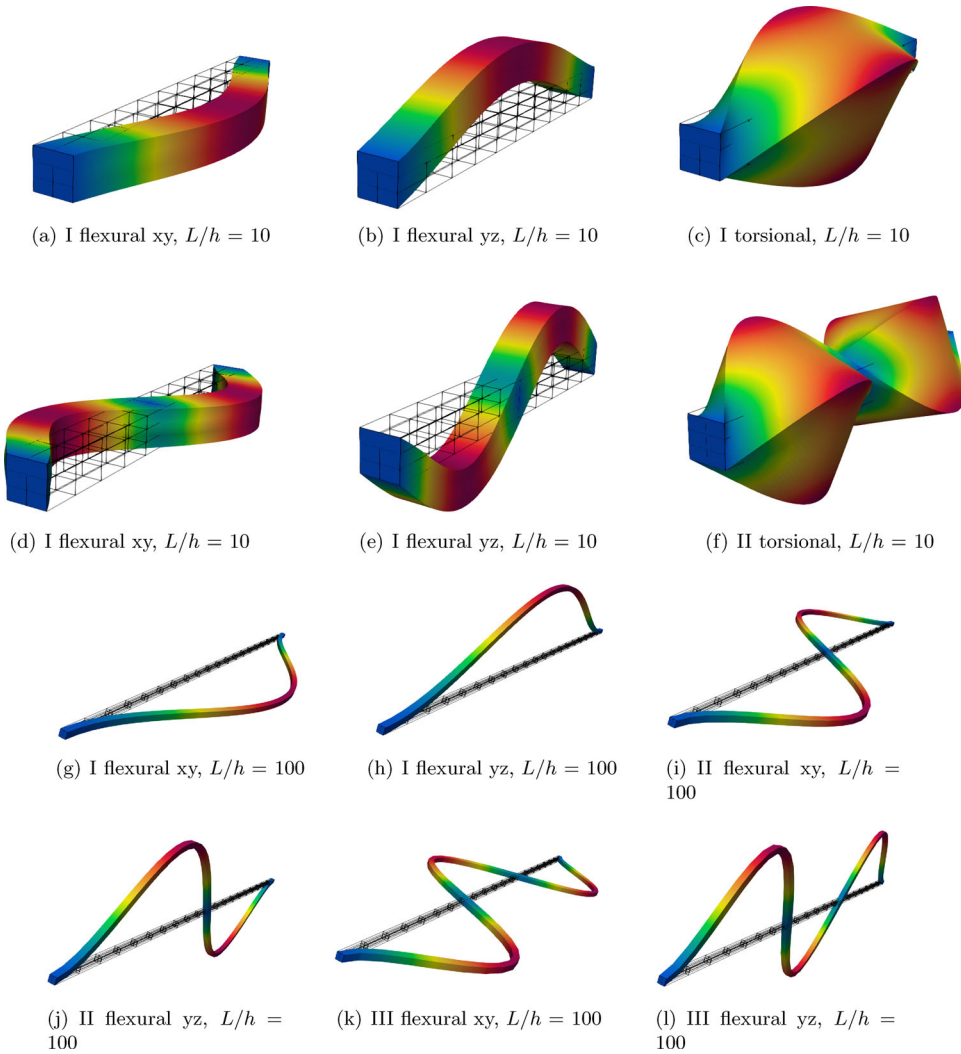 (a) I flexural xy, L/h = 10
(b) I flexural yz, L/h = 10
(c) I torsional, L/h = 10
(d) I flexural xy, L/h = 10
(e) I flexural yz, L/h = 10
(f) II torsional, L/h = 10
(g) I flexural xy, L/h = 100
(h) I flexural yz, L/h = 100
(i) II flexural xy, L/h =
100
(j) II flexural yz, L/h =
100
(k) III flexural xy, L/h = 100
(l) III flexural yz, L/h =
100